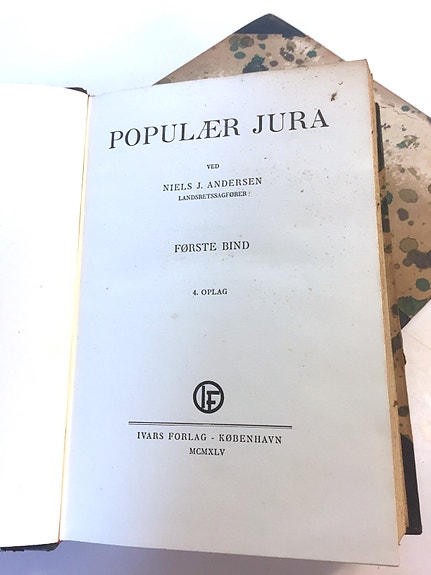 POPULÆR JURA
VED
NIELS J. ANDERSEN
LANDSRETSSAGFØRER
FØRSTE BIND
4. OPLAG
IF
IVARS FORLAG - KØBENHAVN
MCMXLV